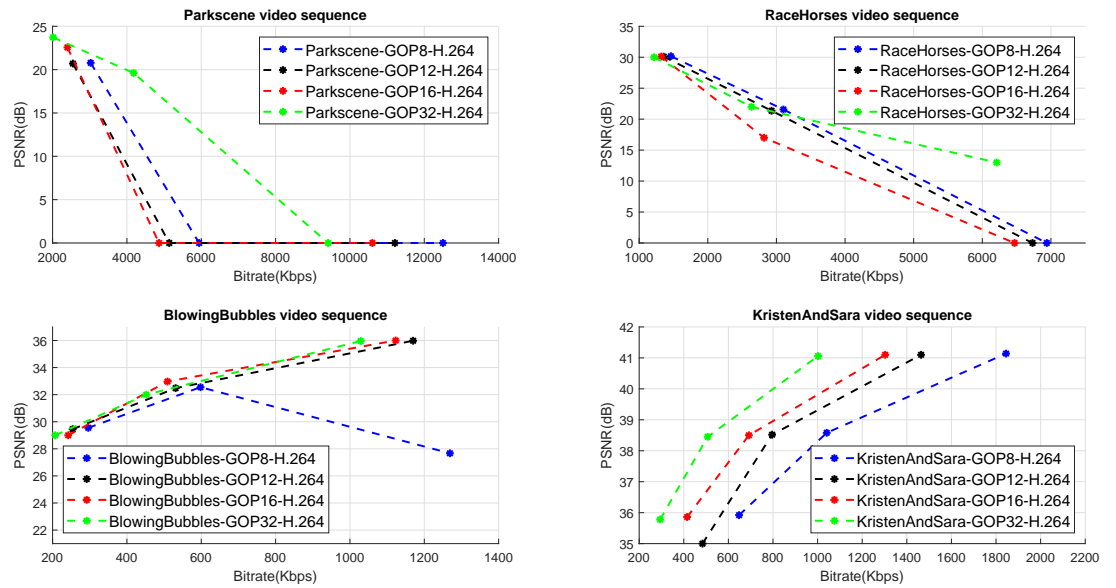 Parkscene video sequence
25
20
15
10
5
0
PSNR(dB)
2000 4000 6000 8000 10000 12000 14000
Bitrate(Kbps)
Parkscene-GOP8-H.264
Parkscene-GOP12-H.264
Parkscene-GOP16-H.264
Parkscene-GOP32-H.264
RaceHorses video sequence
35
30
25
20
15
10
5
0
PSNR(dB)
1000 2000 3000 4000 5000 6000 7000
Bitrate(Kbps)
RaceHorses-GOP8-H.264
RaceHorses-GOP12-H.264
RaceHorses-GOP16-H.264
RaceHorses-GOP32-H.264
BlowingBubbles video sequence
36
34
32
30
28
26
24
22
PSNR(dB)
200 400 600 800 1000 1200 1400
Bitrate(Kbps)
BlowingBubbles-GOP8-H.264
BlowingBubbles-GOP12-H.264
BlowingBubbles-GOP16-H.264
BlowingBubbles-GOP32-H.264
KristenAndSara video sequence
42
41
40
39
38
37
36
35
PSNR(dB)
200 400 600 800 1000 1200 1400 1600 1800 2000 2200
Bitrate(Kbps)
KristenAndSara-GOP8-H.264
KristenAndSara-GOP12-H.264
KristenAndSara-GOP16-H.264
KristenAndSara-GOP32-H.264